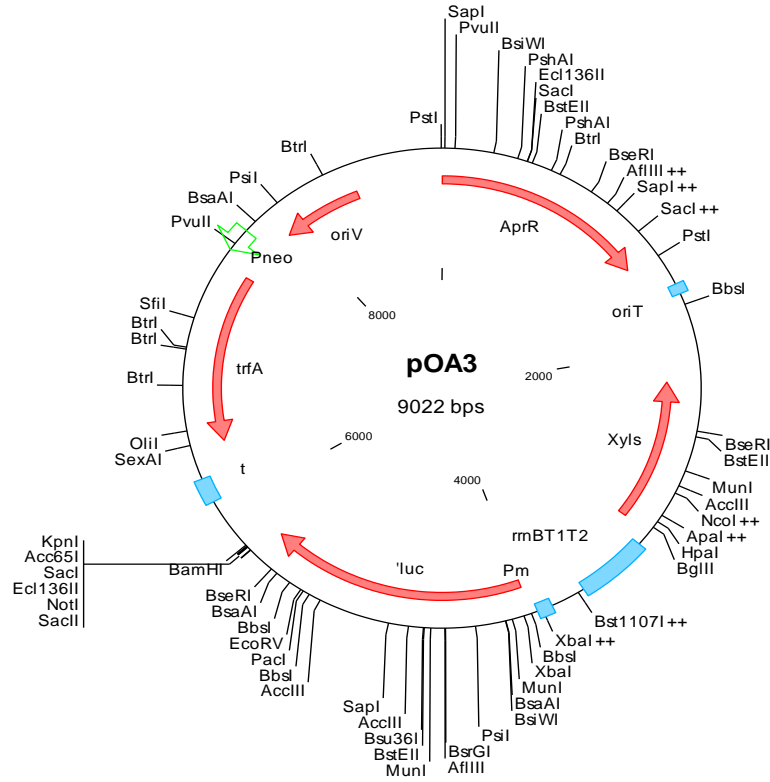 SapI
PvuII
BsiWI
PshAI
Ecl136II
SacI
BstEII
PshAI
BtrI
BseRI
AflIII ++
SapI ++
SacI ++
PstI
BbsI
BseRI
BstEII
MunI
AccIII
NcoI ++
ApaI ++
HpaI
BglII
Bst1107I ++
XbaI ++
BbsI
XbaI
MunI
BsaAI
BsiWI
PsiI
BsrGI
AflIII
MunI
BstEII
Bsu36I
AccIII
SapI
AccIII
BbsI
PacI
EcoRV
BbsI
BsaAI
BseRI
BamHI
KpnI
Acc65I
SacI
Ecl136II
NotI
SacII
SexAI
OliI
BtrI
BtrI
BtrI
SfiI
PvuII
BsaAI
PsiI
BtrI
PstI
AprR
oriT
Xyls
rrnBT1T2
Pm
'luc
t
trfA
Pneo
oriV
I
2000
4000
6000
8000
pOA3
9022 bps